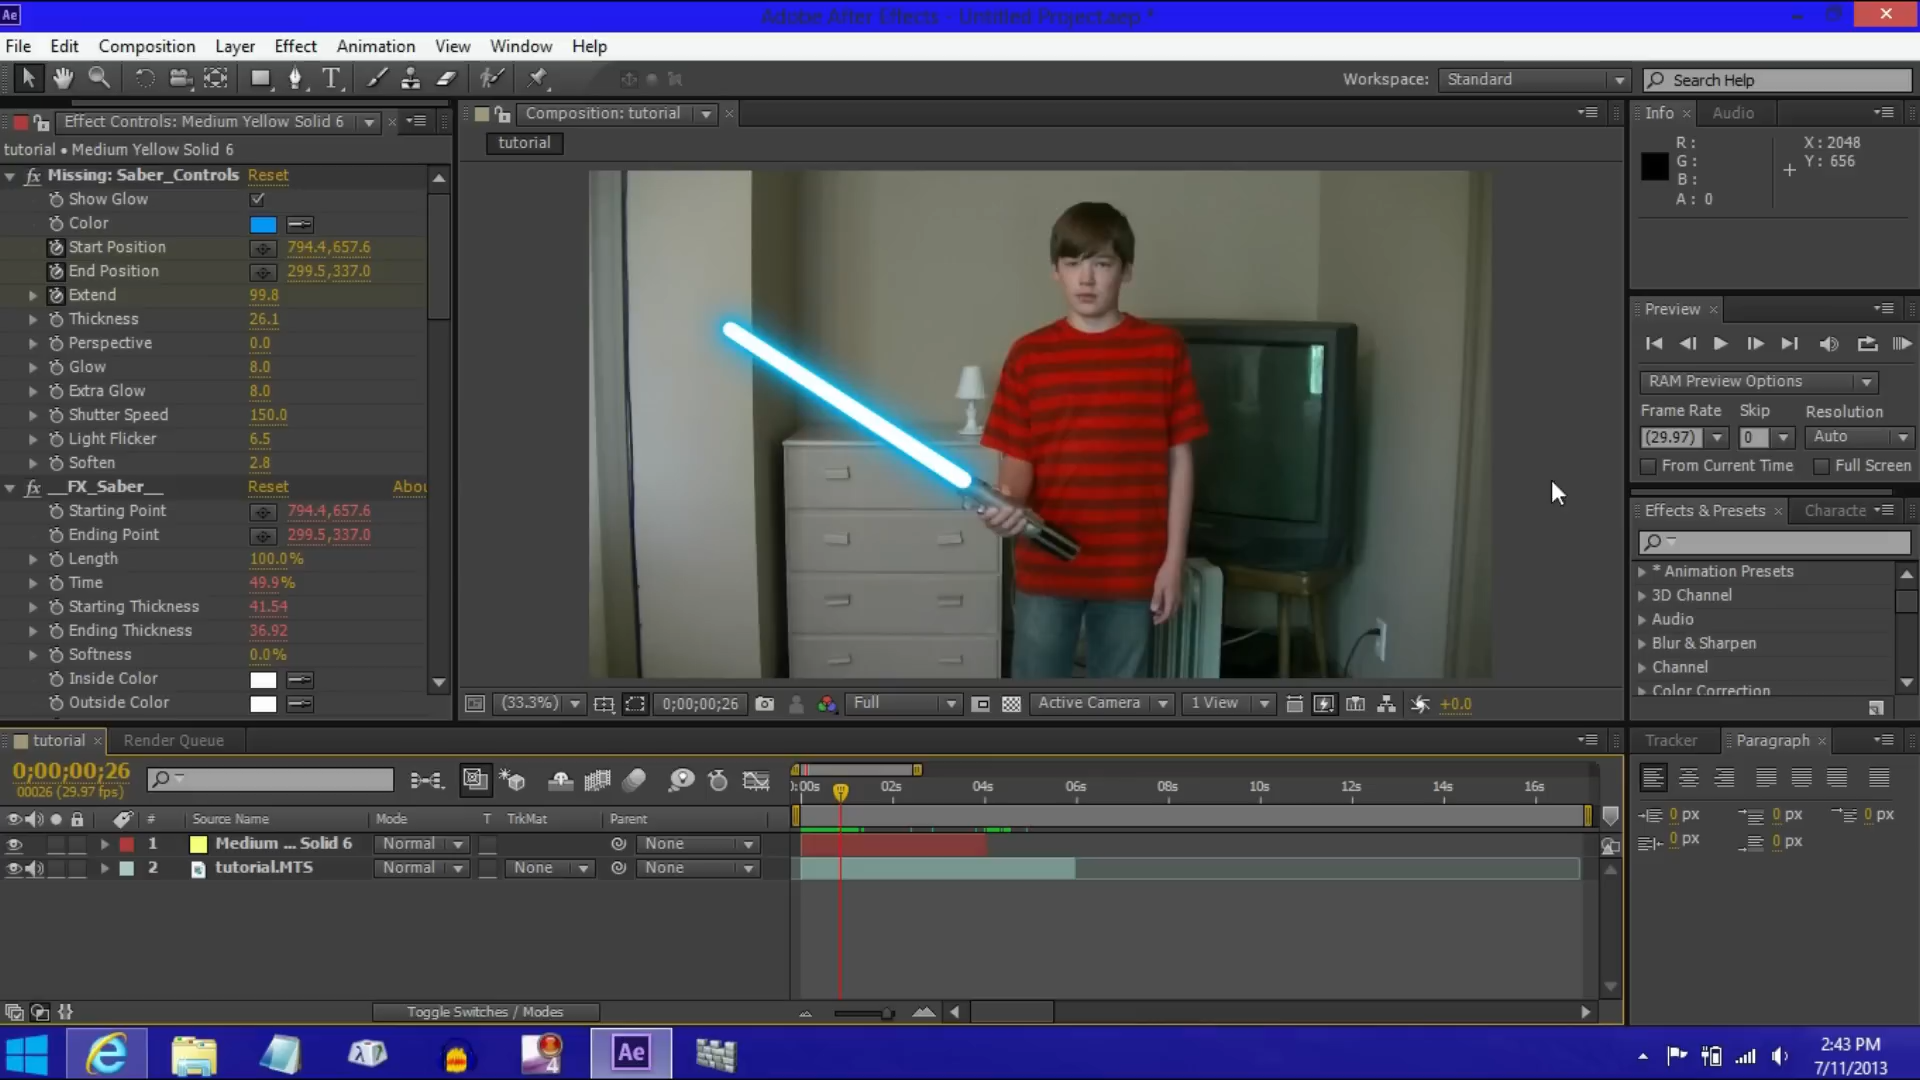 Ae
Adobe After Effects - Untitled Project.aep *
File Edit Composition Layer Effect Animation View Window Help
T
Workspace: Standard
Search Help
Effect Controls: Medium Yellow Solid 6
tutorial • Medium Yellow Solid 6
fx Missing: Saber_Controls Reset
Show Glow
Color
Start Position 794.4,657.6
End Position 299.5,337.0
Extend 99.8
Thickness 26.1
Perspective 0.0
Glow 8.0
Extra Glow 8.0
Shutter Speed 150.0
Light Flicker 6.5
Soften 2.8
fx __FX_Saber__ Reset Abou
Starting Point 794.4,657.6
Ending Point 299.5,337.0
Length 100.0%
Time 49.9%
Starting Thickness 41.54
Ending Thickness 36.92
Softness 0.0%
Inside Color
Outside Color
Composition: tutorial
tutorial
(33.3%) 0;00;00;26 Full Active Camera 1 View +0.0
Info Audio
R: X: 2048
G: Y: 656
B:
A: 0
Preview
RAM Preview Options
Frame Rate Skip Resolution
(29.97) 0 Auto
From Current Time Full Screen
Effects & Presets Characte
* Animation Presets
3D Channel
Audio
Blur & Sharpen
Channel
Color Correction
tutorial Render Queue
0;00;00;26
00026 (29.97 fps)
):00s 02s 04s 06s 08s 10s 12s 14s 16s
# Source Name Mode T TrkMat Parent
1 Medium ... Solid 6 Normal None
2 tutorial.MTS Normal None None
Toggle Switches / Modes
Tracker Paragraph
0 px 0 px 0 px
0 px 0 px
4
Ae
2:43 PM
7/11/2013